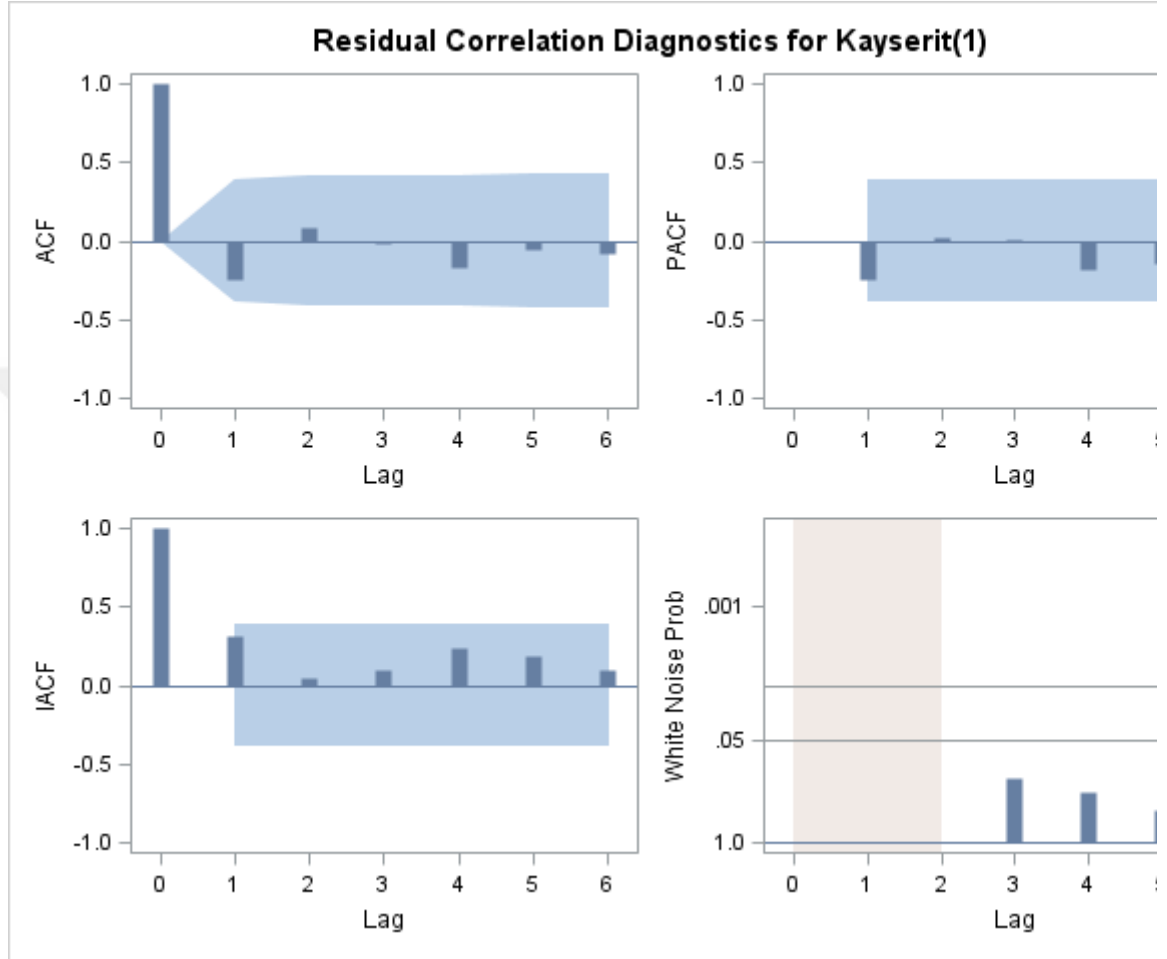 Residual Correlation Diagnostics for Kayserit(1)
ACF
1.0
0.5
0.0
-0.5
-1.0
0 1 2 3 4 5 6
Lag
PACF
1.0
0.5
0.0
-0.5
-1.0
0 1 2 3 4
Lag
IACF
1.0
0.5
0.0
-0.5
-1.0
0 1 2 3 4 5 6
Lag
White Noise Prob
.001
.05
1.0
0 1 2 3 4
Lag